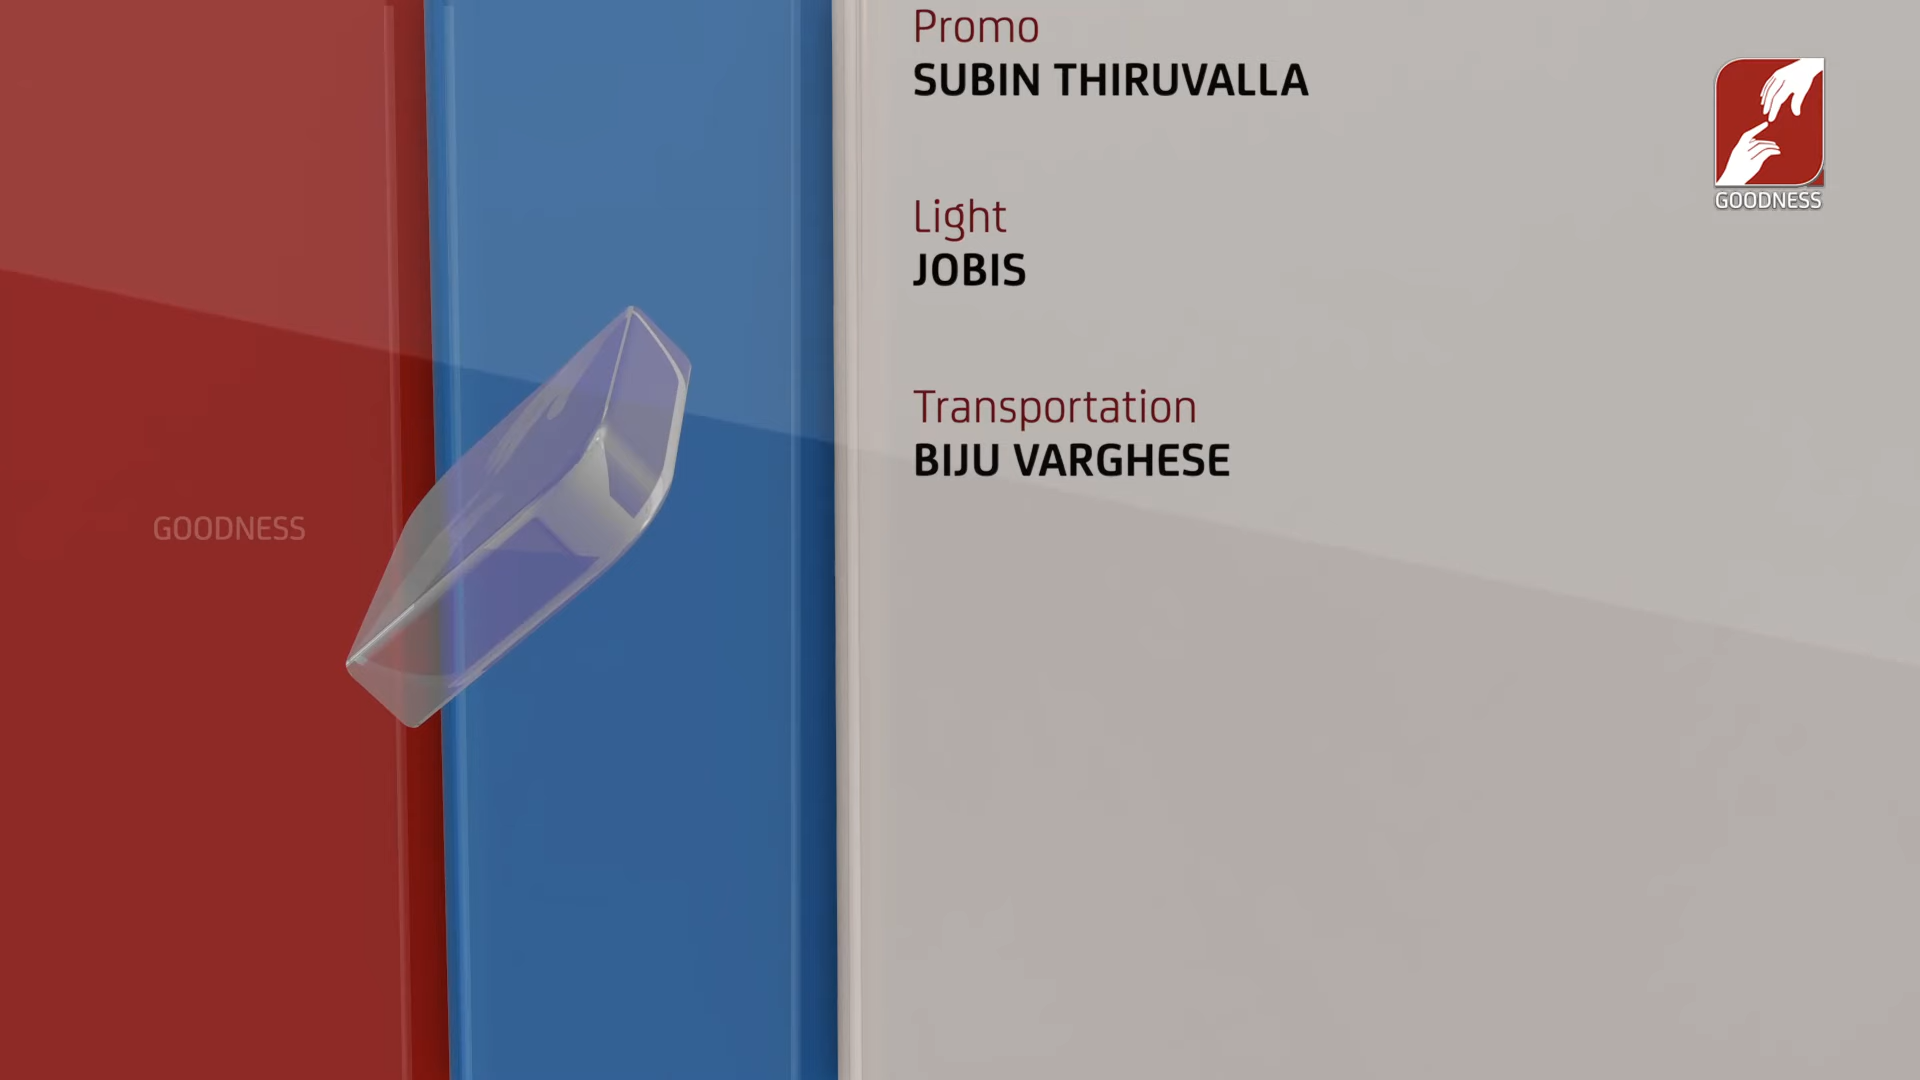 Promo
SUBIN THIRUVALLA
Light
JOBIS
Transportation
BIJU VARGHESE
GOODNESS
GOODNESS